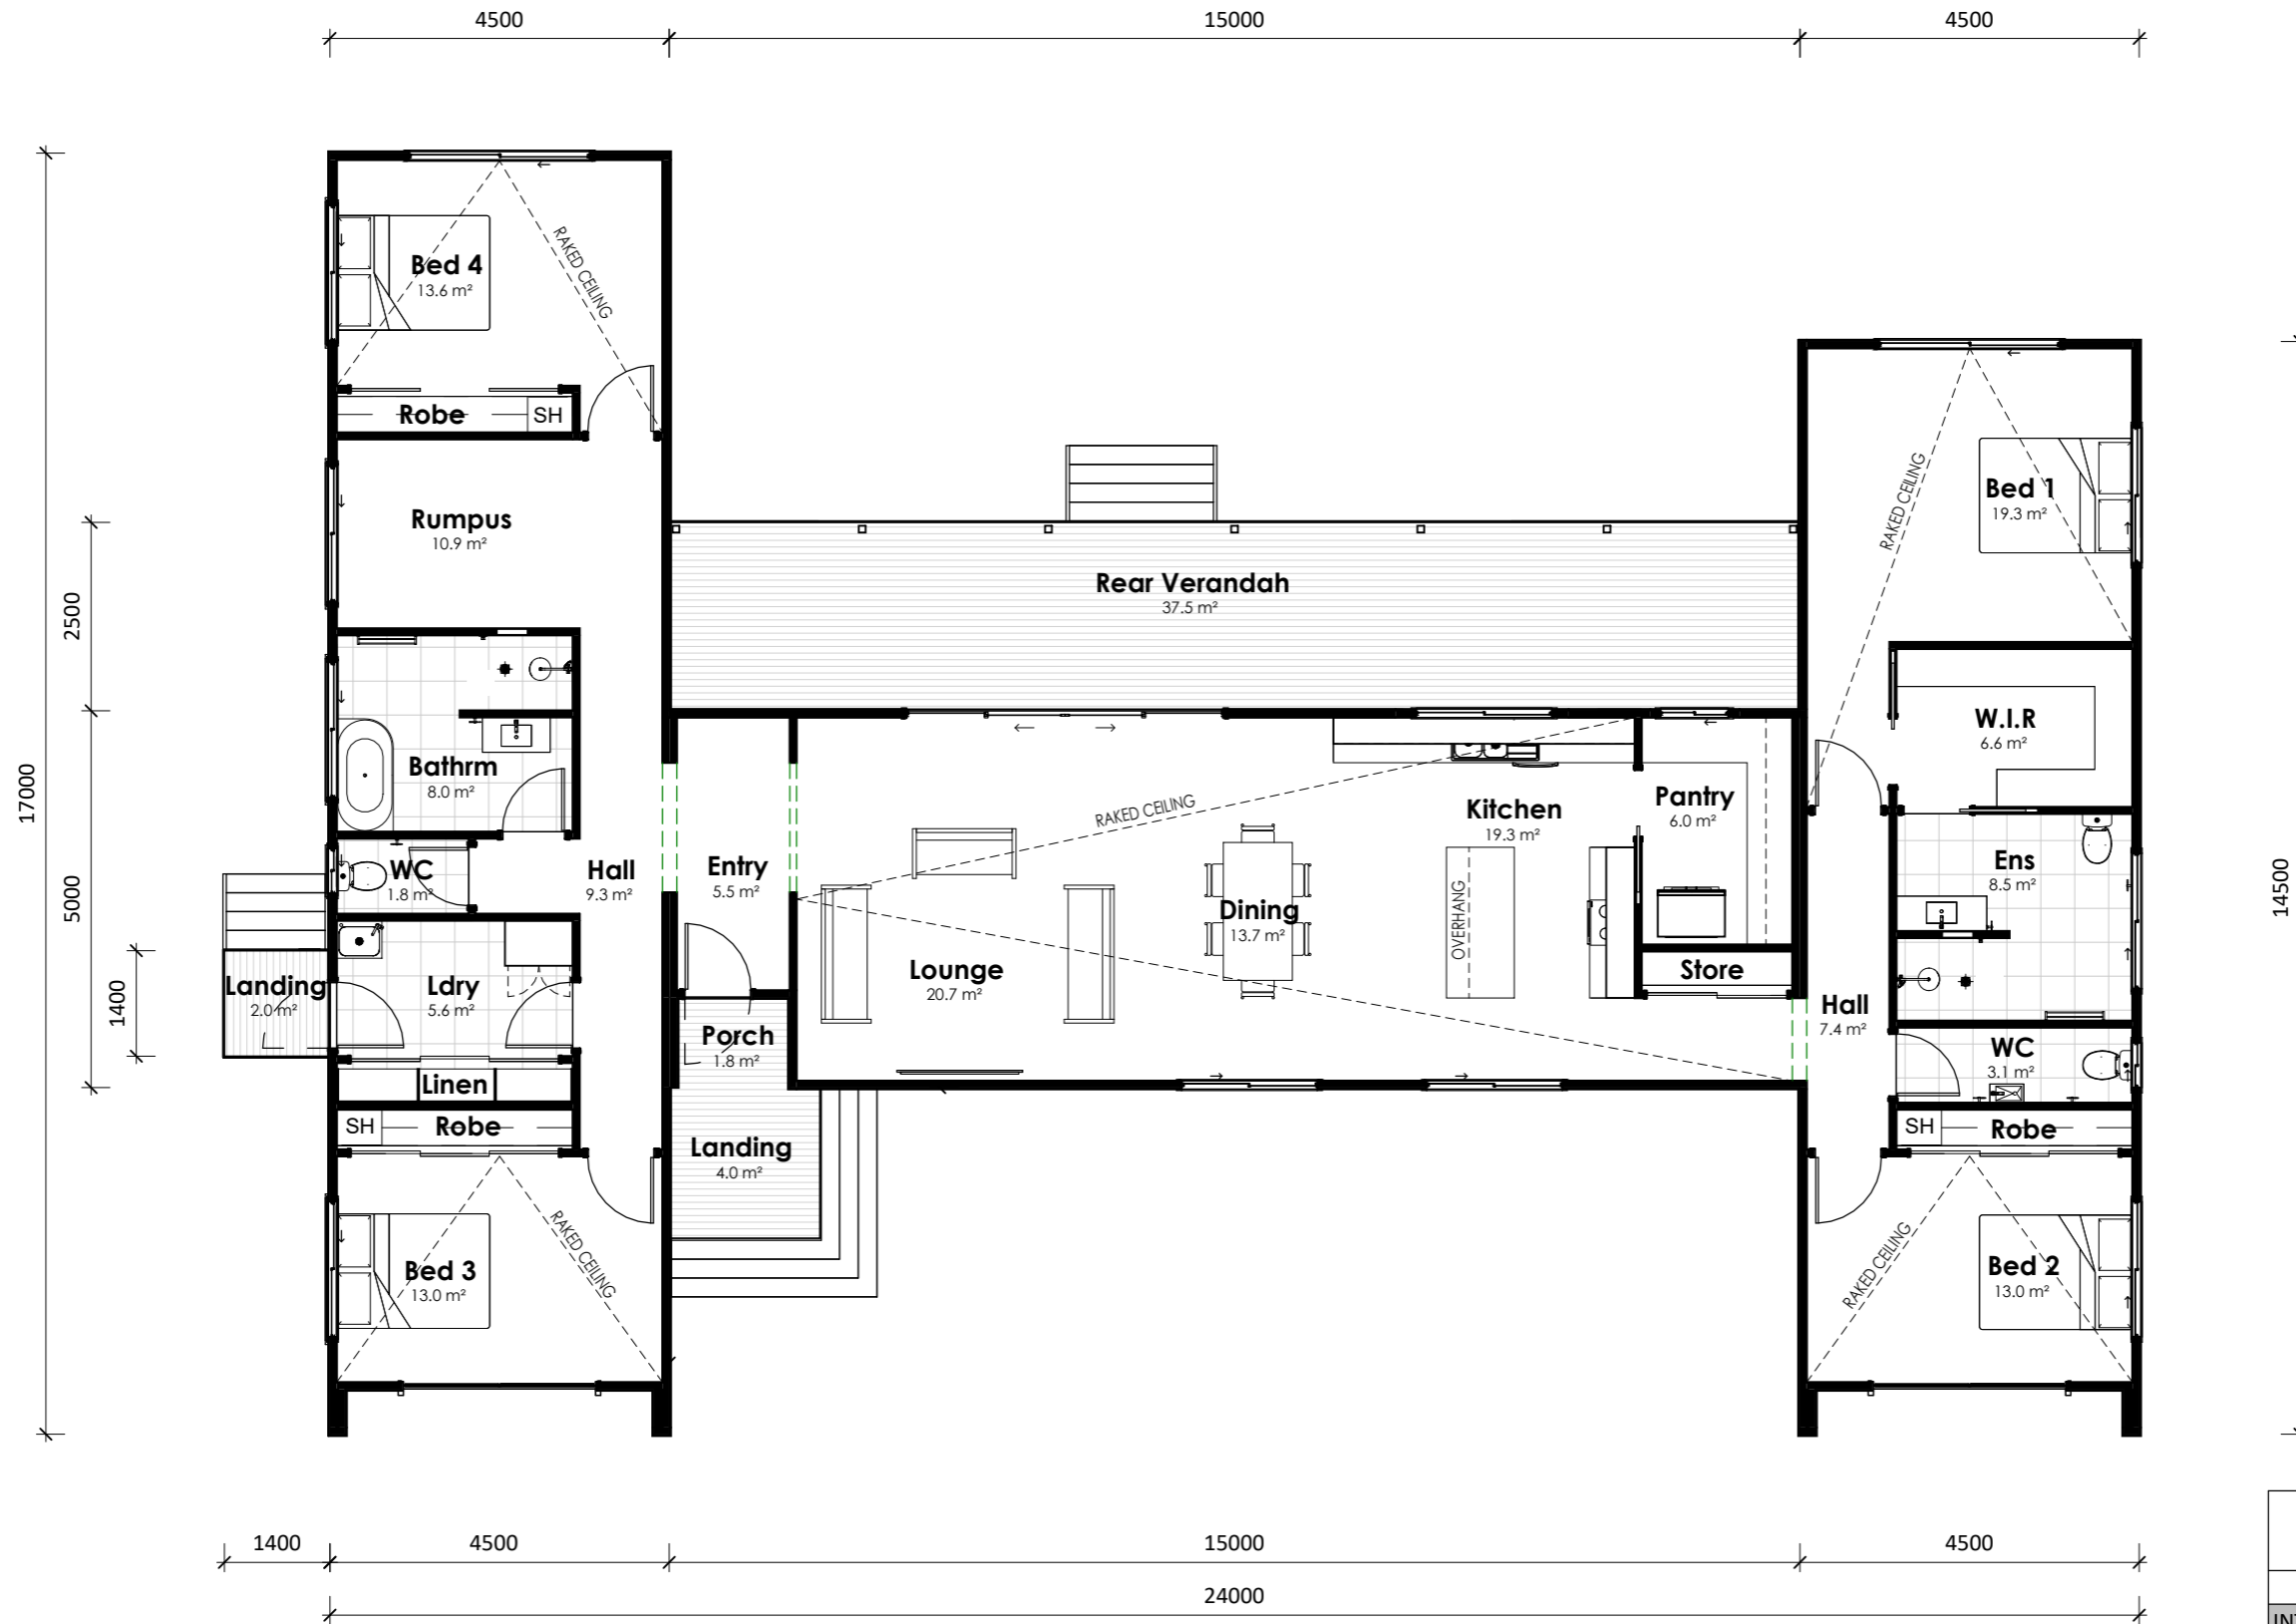 4500
15000
4500
17000
2500
5000
1400
14500
Bed 4
13.6 m²
RAKED CEILING
Robe
SH
Rumpus
10.9 m²
Bathrm
8.0 m²
WC
1.8 m²
Hall
9.3 m²
Landing
2.0 m²
Ldry
5.6 m²
Linen
SH
Robe
Bed 3
13.0 m²
RAKED CEILING
Rear Verandah
37.5 m²
Entry
5.5 m²
Porch
1.8 m²
Landing
4.0 m²
RAKED CEILING
Lounge
20.7 m²
Dining
13.7 m²
Kitchen
19.3 m²
OVERHANG
Pantry
6.0 m²
Store
Bed 1
19.3 m²
RAKED CEILING
W.I.R
6.6 m²
Ens
8.5 m²
Hall
7.4 m²
WC
3.1 m²
SH
Robe
Bed 2
13.0 m²
RAKED CEILING
1400
4500
15000
4500
24000